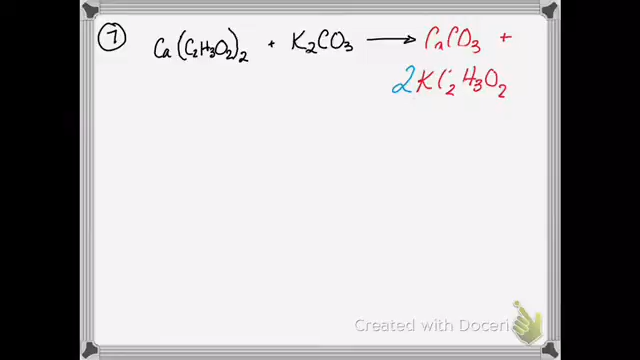 7 Ca(C2H3O2)2 + K2CO3 → CaCO3 +
2KC2H3O2
Created with Doceri